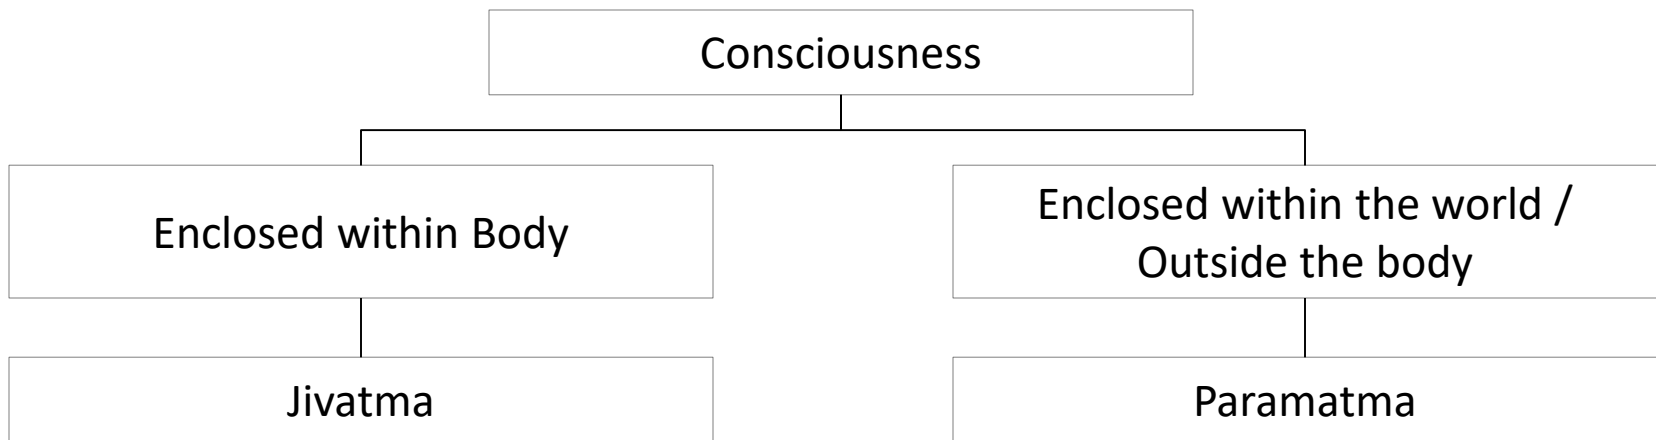 Consciousness
Enclosed within Body
Enclosed within the world /
Outside the body
Jivatma
Paramatma